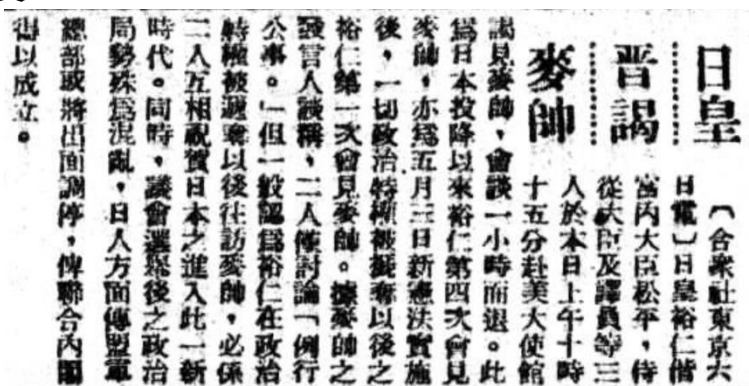 日皇
晋謁
麥帥
〔合衆社東京六
日電〕日皇裕仁偕
宮內大臣松平，侍
從大臣及譯員等三
人於本日上午十時
十五分赴美大使館
謁見麥帥，會談一小時而退。此
爲日本投降以來裕仁第四次會見
麥帥，亦爲五月三日新憲法實施
後，一切政治特權被褫奪以後之
裕仁第一次會見麥帥。據麥帥之
發言人談稱，二人僅討論「例行
公事。」但一般認爲裕仁在政治
特權被遞奪以後往訪麥帥，必係
二人互相祝賀日本之進入此一新
時代。同時，議會選舉後之政治
局勢殊爲混亂，日人方面傳盟軍
總部或將出面調停，俾聯合內閣
得以成立。